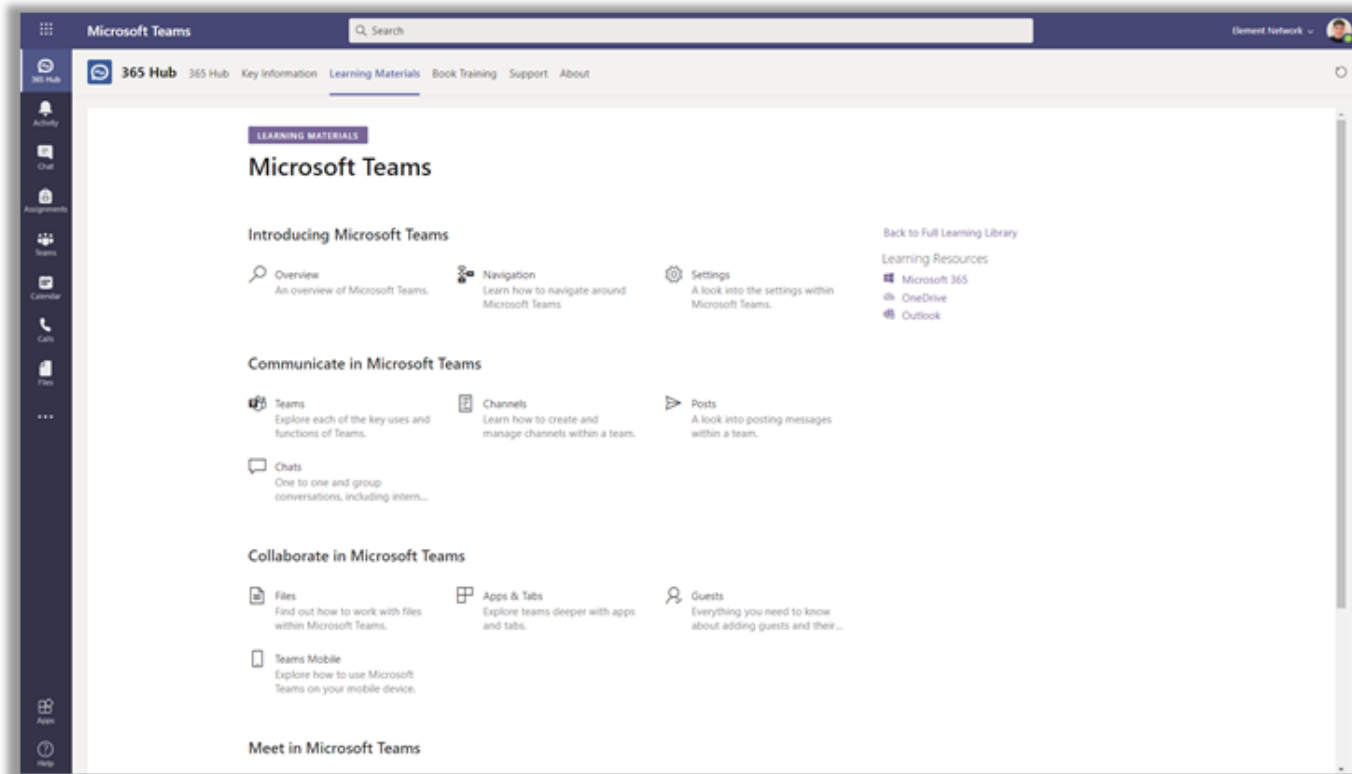 Microsoft Teams
Search
Element Network
365 Hub
Activity
Chat
Assignments
Teams
Calendar
Calls
Files
Apps
Help
365 Hub 365 Hub Key Information Learning Materials Book Training Support About
LEARNING MATERIALS
Microsoft Teams
Introducing Microsoft Teams
Overview
An overview of Microsoft Teams.
Navigation
Learn how to navigate around
Microsoft Teams
Settings
A look into the settings within
Microsoft Teams.
Back to Full Learning Library
Learning Resources
Microsoft 365
OneDrive
Outlook
Communicate in Microsoft Teams
Teams
Explore each of the key uses and
functions of Teams.
Channels
Learn how to create and
manage channels within a team.
Posts
A look into posting messages
within a team.
Chats
One to one and group
conversations, including intern...
Collaborate in Microsoft Teams
Files
Find out how to work with files
within Microsoft Teams.
Apps & Tabs
Explore teams deeper with apps
and tabs.
Guests
Everything you need to know
about adding guests and their...
Teams Mobile
Explore how to use Microsoft
Teams on your mobile device.
Meet in Microsoft Teams